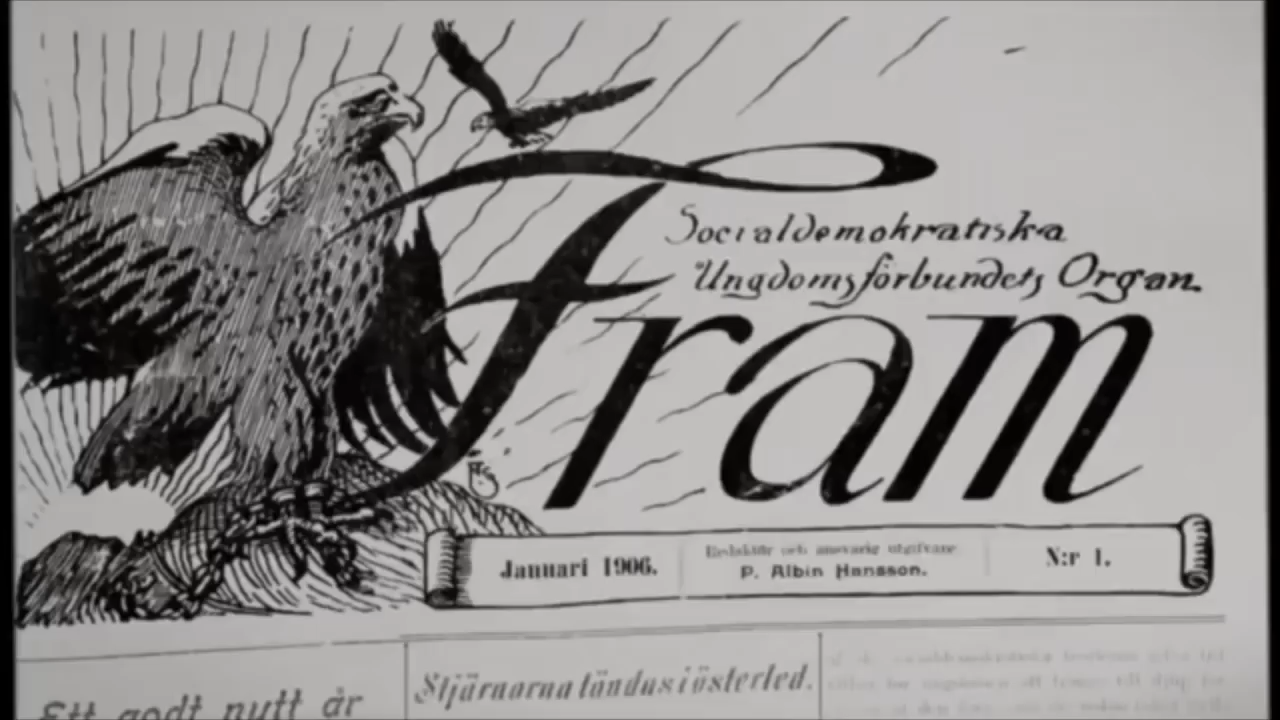 Fram
Socialdemokratiska
Ungdomsförbundets Organ.
Januari 1906.
Redaktör och ansvarig utgifvare
P. Albin Hansson.
N:r 1.
Ett godt nytt år
Stjärnorna tändas i österled.